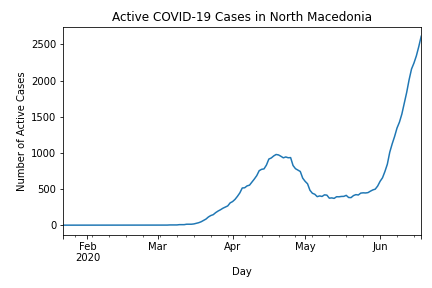 Active COVID-19 Cases in North Macedonia
Number of Active Cases
2500
2000
1500
1000
500
0
Feb
2020
Mar
Apr
May
Jun
Day